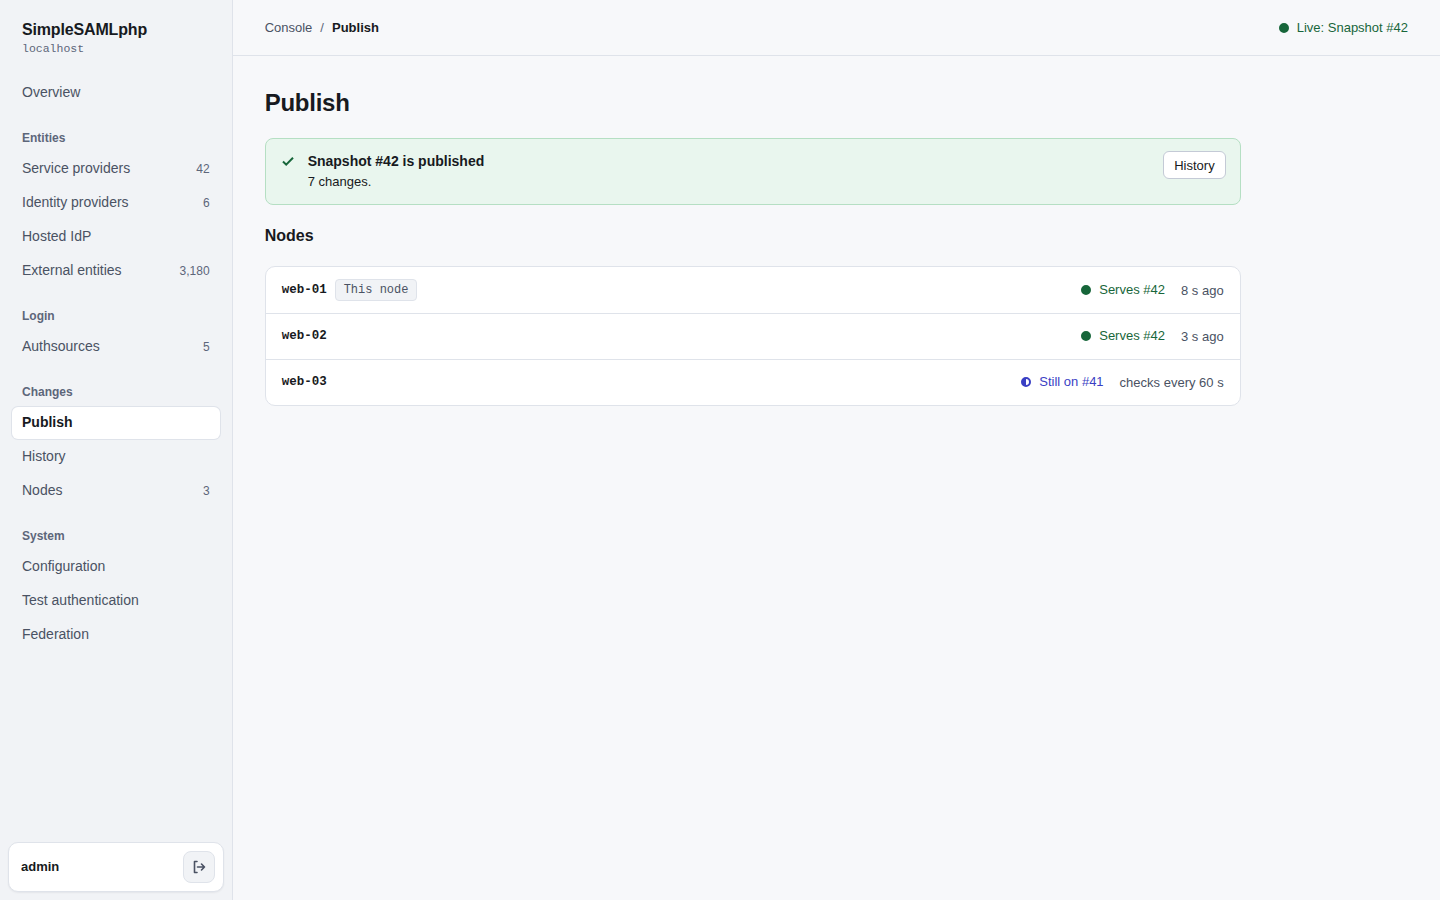 SimpleSAMLphp
localhost
Overview
Entities
Service providers 42
Identity providers 6
Hosted IdP
External entities 3,180
Login
Authsources 5
Changes
Publish
History
Nodes 3
System
Configuration
Test authentication
Federation
admin
Console / Publish
Live: Snapshot #42
Publish
Snapshot #42 is published
7 changes.
History
Nodes
web-01 This node Serves #42 8 s ago
web-02 Serves #42 3 s ago
web-03 Still on #41 checks every 60 s